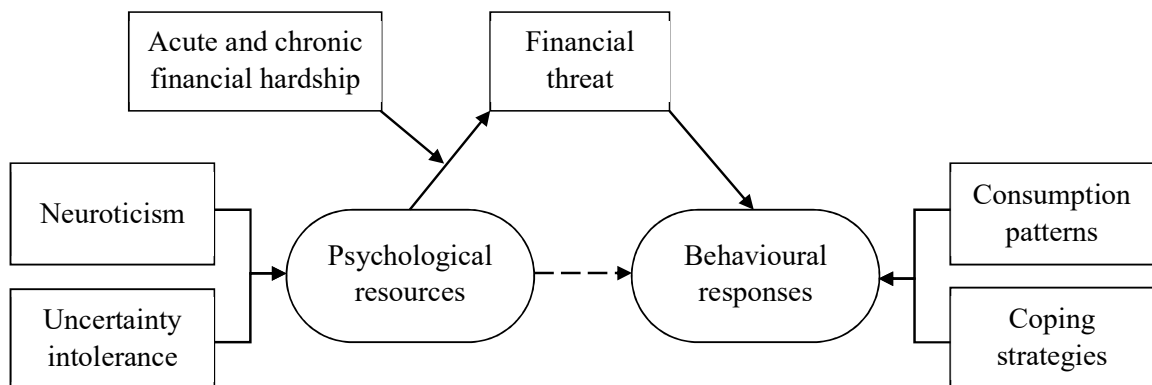 Acute and chronic
financial hardship
Financial
threat
Neuroticism
Uncertainty
intolerance
Psychological
resources
Behavioural
responses
Consumption
patterns
Coping
strategies